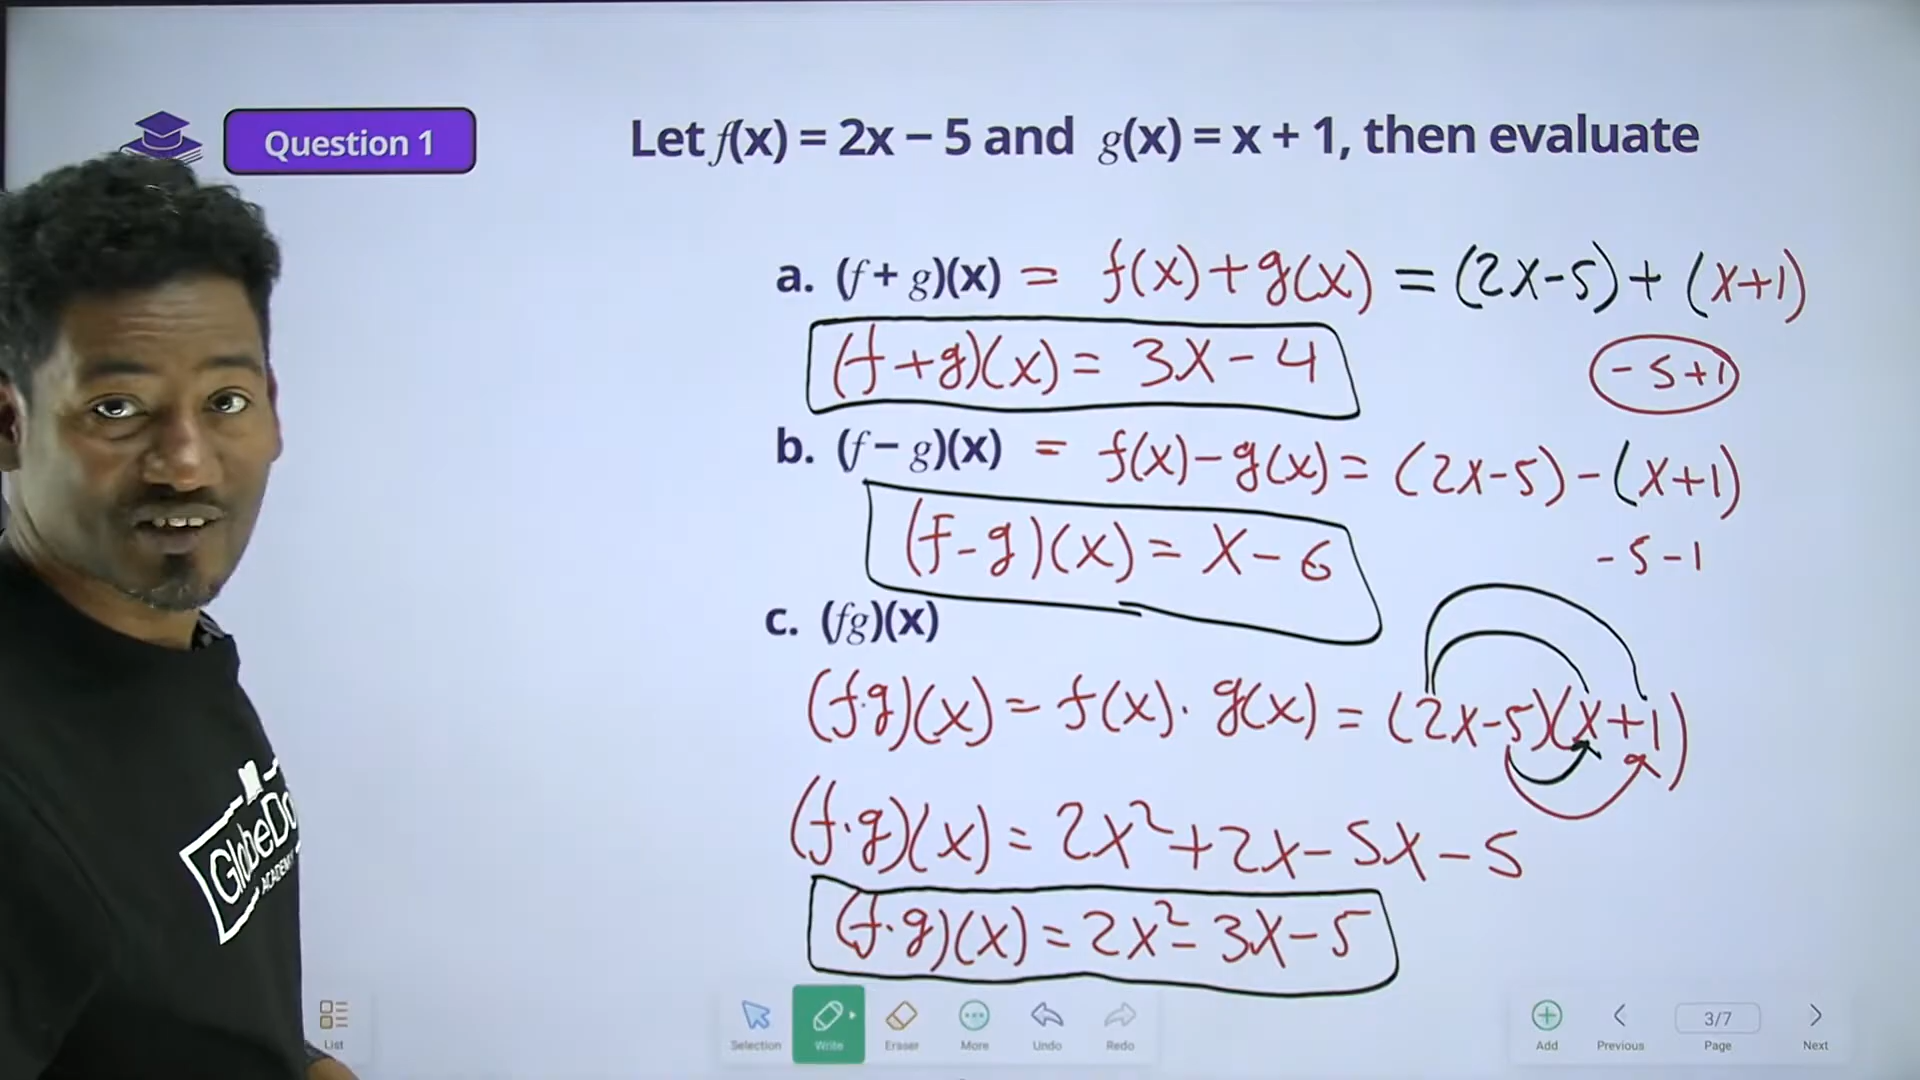 Question 1
Let f(x) = 2x – 5 and g(x) = x + 1, then evaluate
a. (f + g)(x) = f(x)+g(x) = (2x-5)+(x+1)
(f+g)(x) = 3x-4
-5+1
b. (f – g)(x) = f(x)-g(x) = (2x-5)-(x+1)
(f-g)(x) = x-6
-5-1
c. (fg)(x)
(f·g)(x) = f(x)·g(x) = (2x-5)(x+1)
(f·g)(x) = 2x²+2x-5x-5
(f·g)(x) = 2x²-3x-5
ACADEMY
List
Selection
Write
Eraser
More
Undo
Redo
Add
Previous
3/7
Page
Next